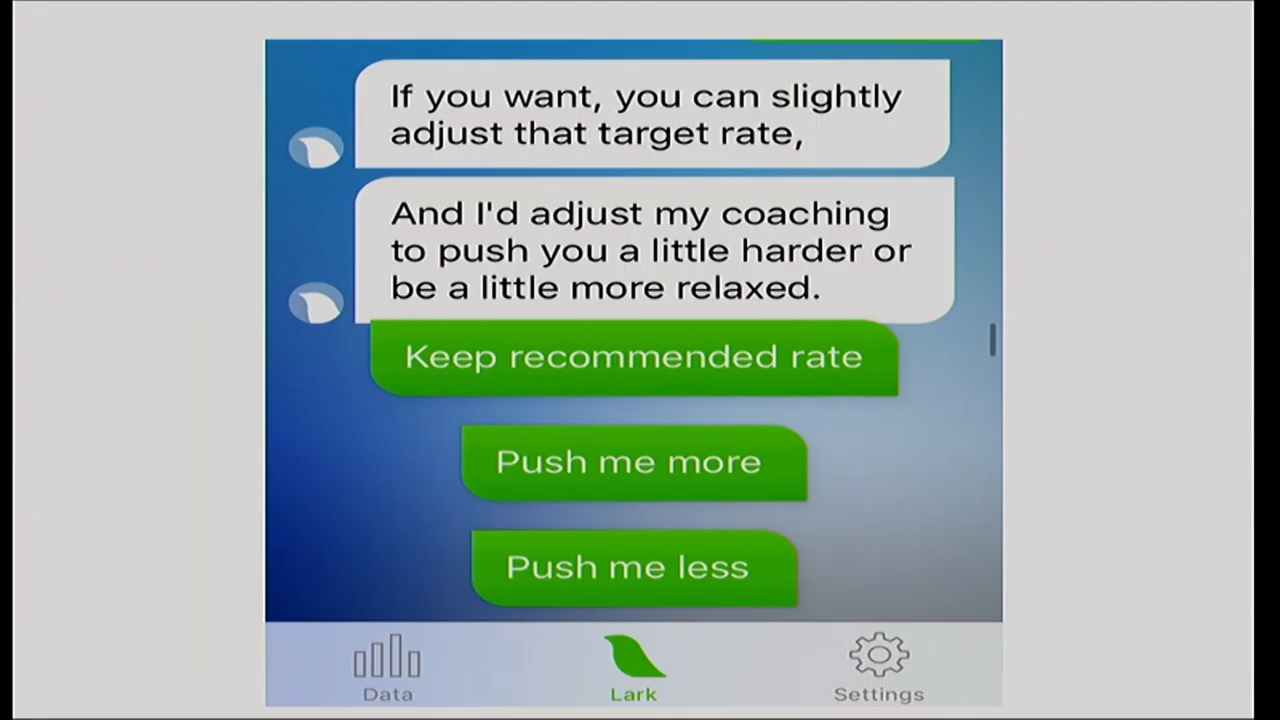 If you want, you can slightly
adjust that target rate,
And I'd adjust my coaching
to push you a little harder or
be a little more relaxed.
Keep recommended rate
Push me more
Push me less
Data
Lark
Settings